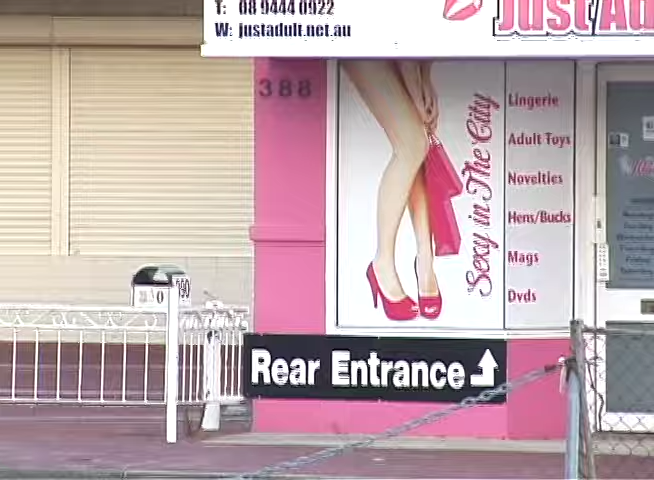 T: 08 9444 0922
W: justadult.net.au
Just Ad
388
Sexy in The City
Lingerie
Adult Toys
Novelties
Hens/Bucks
Mags
Dvds
Rear Entrance